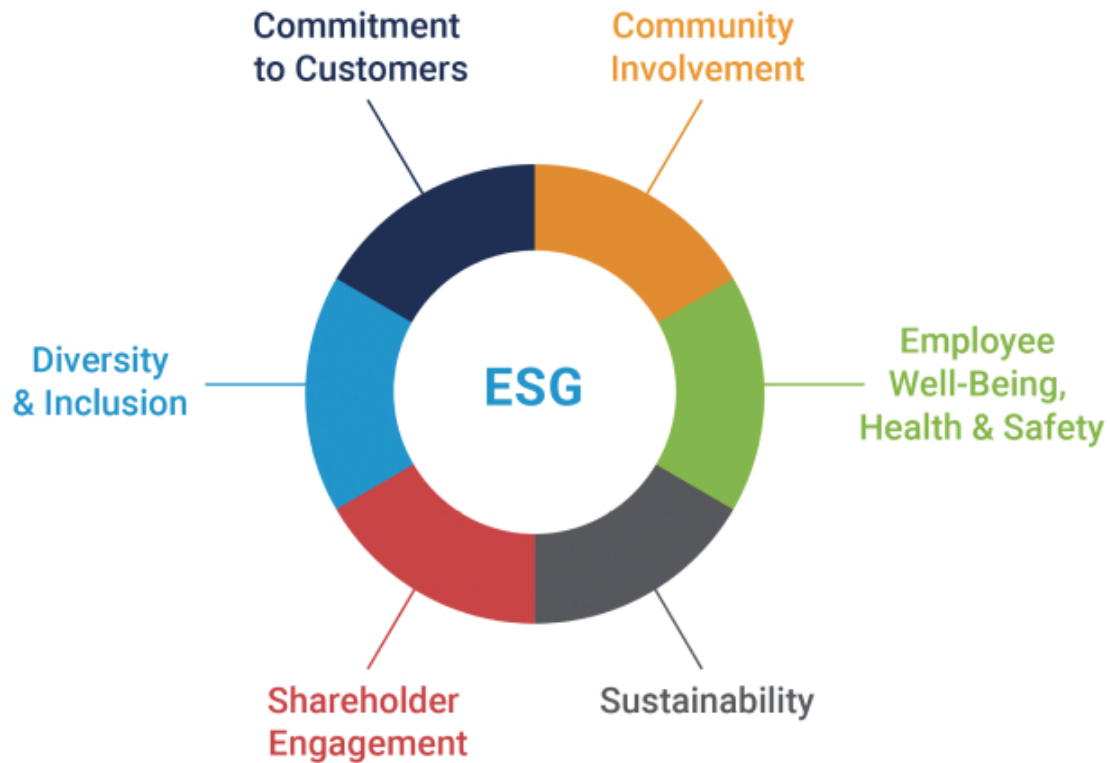 Commitment
to Customers
Community
Involvement
Diversity
& Inclusion
ESG
Employee
Well-Being,
Health & Safety
Shareholder
Engagement
Sustainability